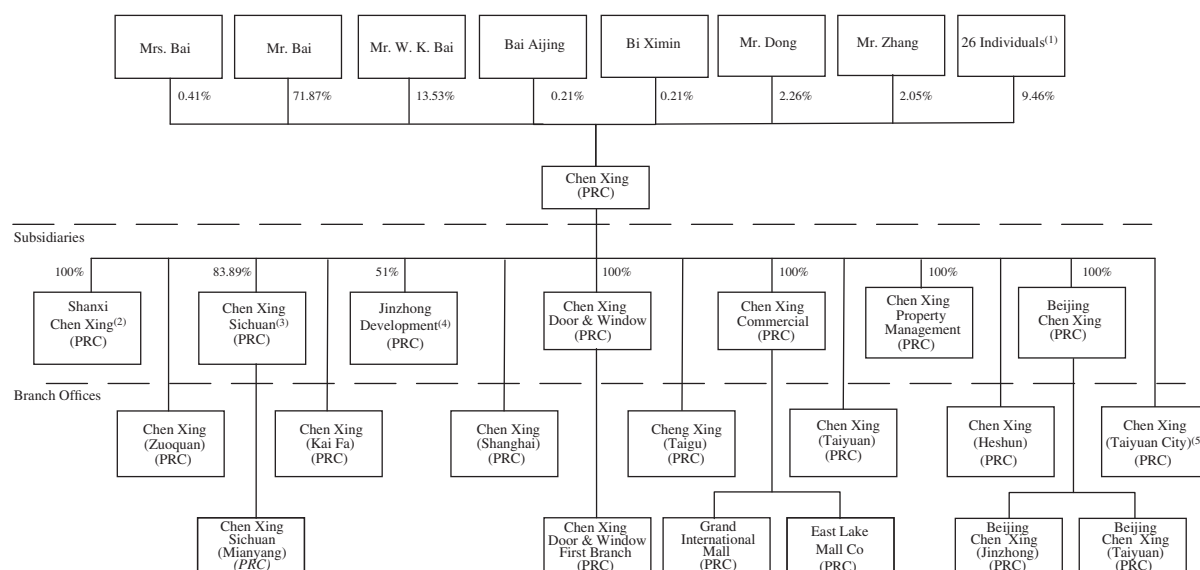 Mrs. Bai
Mr. Bai
Mr. W. K. Bai
Bai Aijing
Bi Ximin
Mr. Dong
Mr. Zhang
26 Individuals(1)
0.41%
71.87%
13.53%
0.21%
0.21%
2.26%
2.05%
9.46%
Chen Xing
(PRC)
Subsidiaries
100%
83.89%
51%
100%
100%
100%
100%
Shanxi
Chen Xing(2)
(PRC)
Chen Xing
Sichuan(3)
(PRC)
Jinzhong
Development(4)
(PRC)
Chen Xing
Door & Window
(PRC)
Chen Xing
Commercial
(PRC)
Chen Xing
Property
Management
(PRC)
Beijing
Chen Xing
(PRC)
Branch Offices
Chen Xing
(Zuoquan)
(PRC)
Chen Xing
(Kai Fa)
(PRC)
Chen Xing
(Shanghai)
(PRC)
Cheng Xing
(Taigu)
(PRC)
Chen Xing
(Taiyuan)
(PRC)
Chen Xing
(Heshun)
(PRC)
Chen Xing
(Taiyuan City)(5)
(PRC)
Chen Xing
Sichuan
(Mianyang)
(PRC)
Chen Xing
Door & Window
First Branch
(PRC)
Grand
International
Mall
(PRC)
East Lake
Mall Co
(PRC)
Beijing
Chen Xing
(Jinzhong)
(PRC)
Beijing
Chen Xing
(Taiyuan)
(PRC)